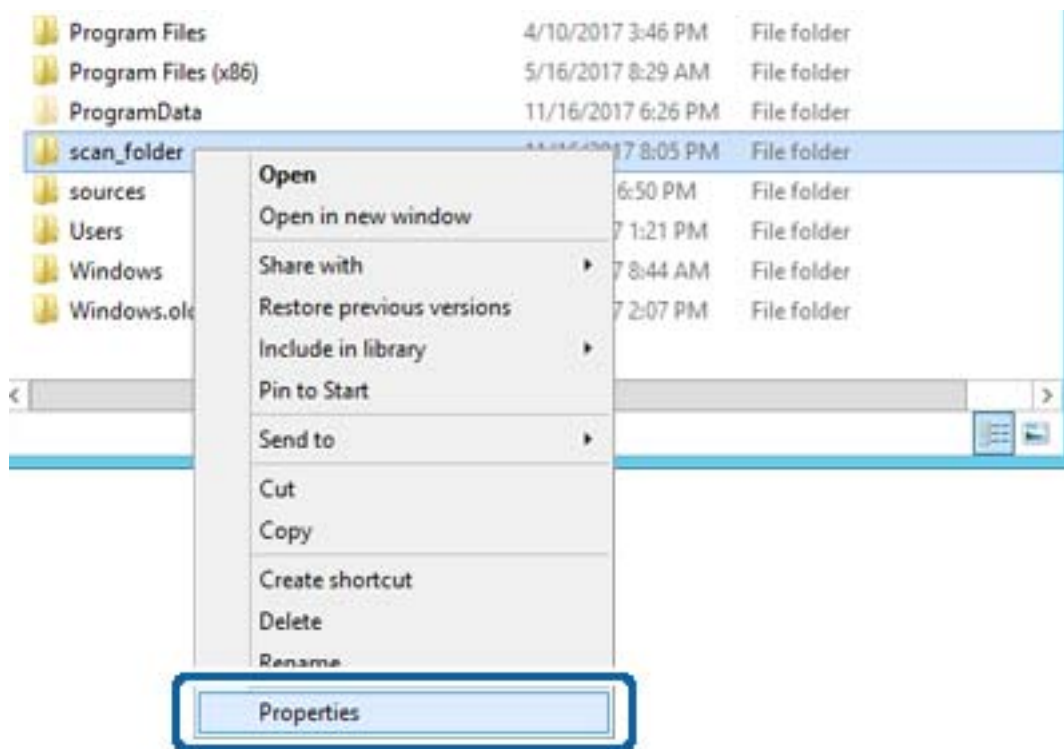 Program Files 4/10/2017 3:46 PM File folder
Program Files (x86) 5/16/2017 8:29 AM File folder
ProgramData 11/16/2017 6:26 PM File folder
scan_folder 17 8:05 PM File folder
sources 6:50 PM File folder
Users 7 1:21 PM File folder
Windows 7 8:44 AM File folder
Windows.old 7 2:07 PM File folder
Open
Open in new window
Share with
Restore previous versions
Include in library
Pin to Start
Send to
Cut
Copy
Create shortcut
Delete
Rename
Properties